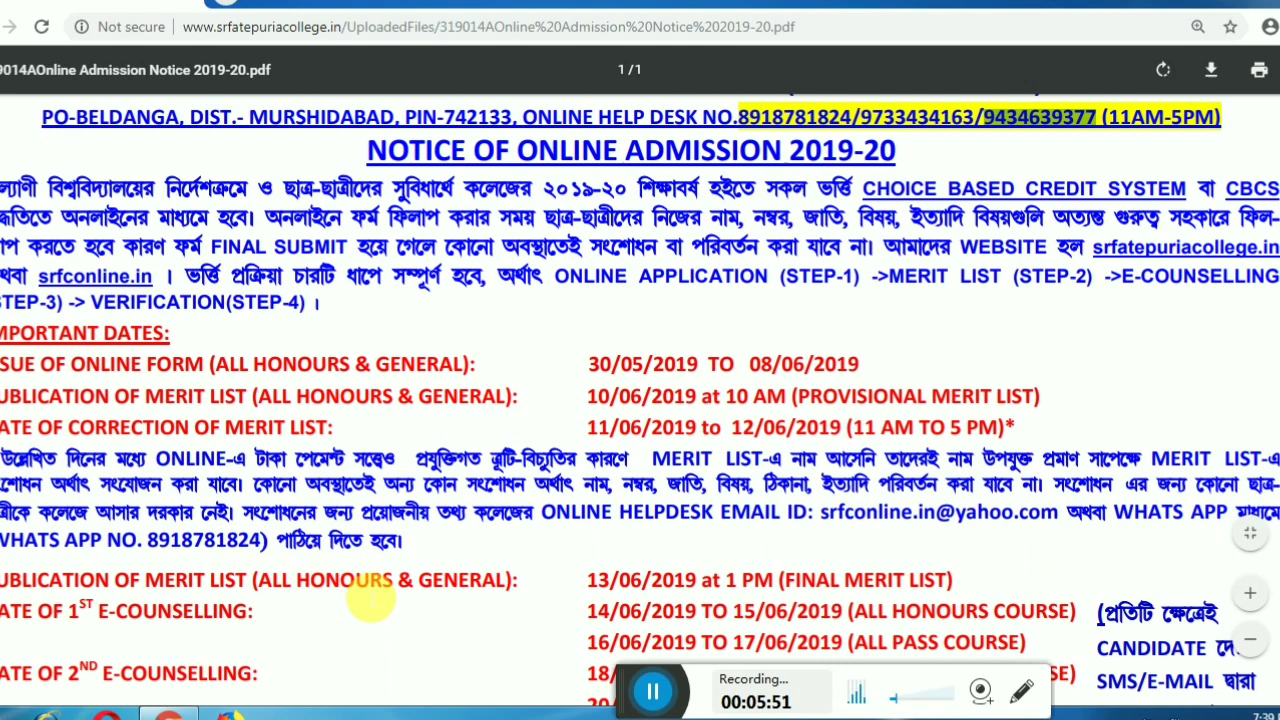 Not secure | www.srfatepuriacollege.in/UploadedFiles/319014AOnline%20Admission%20Notice%202019-20.pdf
9014AOnline Admission Notice 2019-20.pdf 1 / 1
PO-BELDANGA, DIST.- MURSHIDABAD, PIN-742133, ONLINE HELP DESK NO.8918781824/9733434163/9434639377 (11AM-5PM)
NOTICE OF ONLINE ADMISSION 2019-20
ল্যাণী বিশ্ববিদ্যালয়ের নির্দেশক্রমে ও ছাত্র-ছাত্রীদের সুবিধার্থে কলেজের ২০১৯-২০ শিক্ষাবর্ষ হইতে সকল ভর্ত্তি CHOICE BASED CREDIT SYSTEM বা CBCS
দ্ধতিতে অনলাইনের মাধ্যমে হবে। অনলাইনে ফর্ম ফিলাপ করার সময় ছাত্র-ছাত্রীদের নিজের নাম, নম্বর, জাতি, বিষয়, ইত্যাদি বিষয়গুলি অত্যন্ত গুরুত্ব সহকারে ফিল-
াপ করতে হবে কারণ ফর্ম FINAL SUBMIT হয়ে গেলে কোনো অবস্থাতেই সংশোধন বা পরিবর্তন করা যাবে না। আমাদের WEBSITE হল srfatepuriacollege.in
থবা srfconline.in । ভর্ত্তি প্রক্রিয়া চারটি ধাপে সম্পূর্ণ হবে, অর্থাৎ ONLINE APPLICATION (STEP-1) ->MERIT LIST (STEP-2) ->E-COUNSELLING
STEP-3) -> VERIFICATION(STEP-4) ।
MPORTANT DATES:
SUE OF ONLINE FORM (ALL HONOURS & GENERAL): 30/05/2019 TO 08/06/2019
UBLICATION OF MERIT LIST (ALL HONOURS & GENERAL): 10/06/2019 at 10 AM (PROVISIONAL MERIT LIST)
ATE OF CORRECTION OF MERIT LIST: 11/06/2019 to 12/06/2019 (11 AM TO 5 PM)*
উল্লেখিত দিনের মধ্যে ONLINE-এ টাকা পেমেন্ট সত্ত্বেও প্রযুক্তিগত ত্রুটি-বিচ্যুতির কারণে MERIT LIST-এ নাম আসেনি তাদেরই নাম উপযুক্ত প্রমাণ সাপেক্ষে MERIT LIST-এ
ংশোধন অর্থাৎ সংযোজন করা যাবে। কোনো অবস্থাতেই অন্য কোন সংশোধন অর্থাৎ নাম, নম্বর, জাতি, বিষয়, ঠিকানা, ইত্যাদি পরিবর্তন করা যাবে না। সংশোধন এর জন্য কোনো ছাত্র-
ত্রীকে কলেজে আসার দরকার নেই। সংশোধনের জন্য প্রয়োজনীয় তথ্য কলেজের ONLINE HELPDESK EMAIL ID: srfconline.in@yahoo.com অথবা WHATS APP মাধ্যমে
WHATS APP NO. 8918781824) পাঠিয়ে দিতে হবে।
UBLICATION OF MERIT LIST (ALL HONOURS & GENERAL): 13/06/2019 at 1 PM (FINAL MERIT LIST)
ATE OF 1ST E-COUNSELLING: 14/06/2019 TO 15/06/2019 (ALL HONOURS COURSE) (প্রতিটি ক্ষেত্রেই
16/06/2019 TO 17/06/2019 (ALL PASS COURSE) CANDIDATE
ATE OF 2ND E-COUNSELLING: 18/ SE) SMS/E-MAIL দ্বারা
Recording...
00:05:51